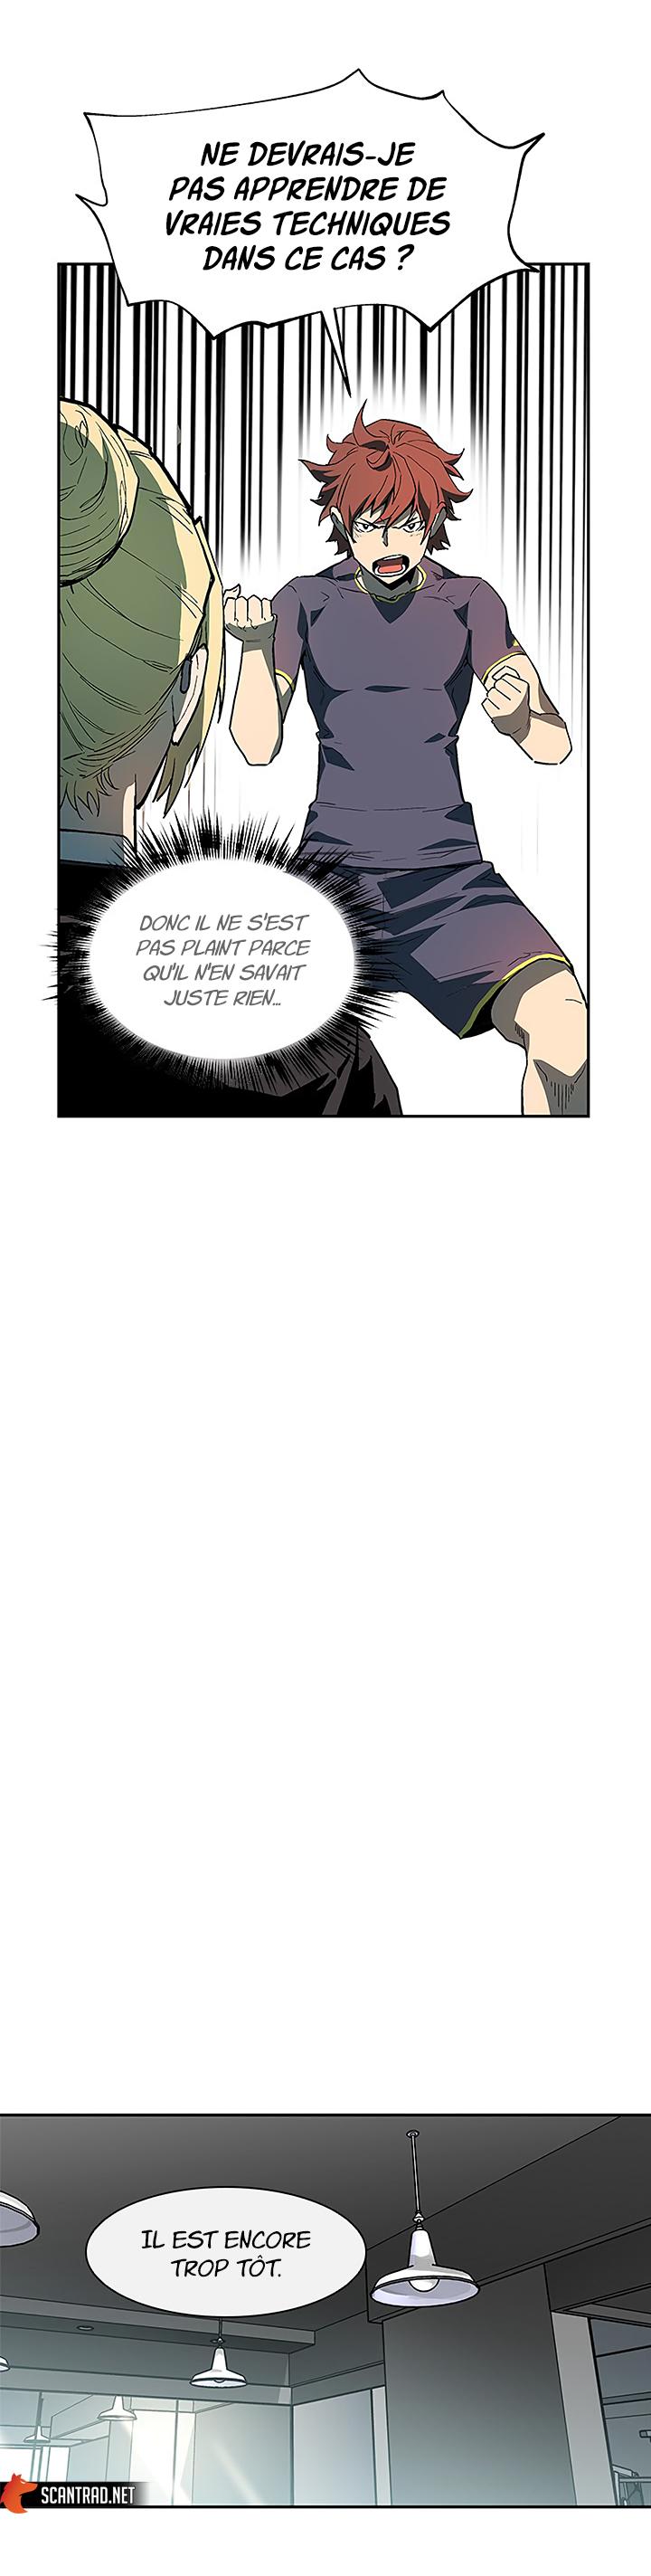 NE DEVRAIS-JE
PAS APPRENDRE DE
VRAIES TECHNIQUES
DANS CE CAS ?
DONC IL NE S'EST
PAS PLAINT PARCE
QU'IL N'EN SAVAIT
JUSTE RIEN...
IL EST ENCORE
TROP TÔT.
SCANTRAD.NET